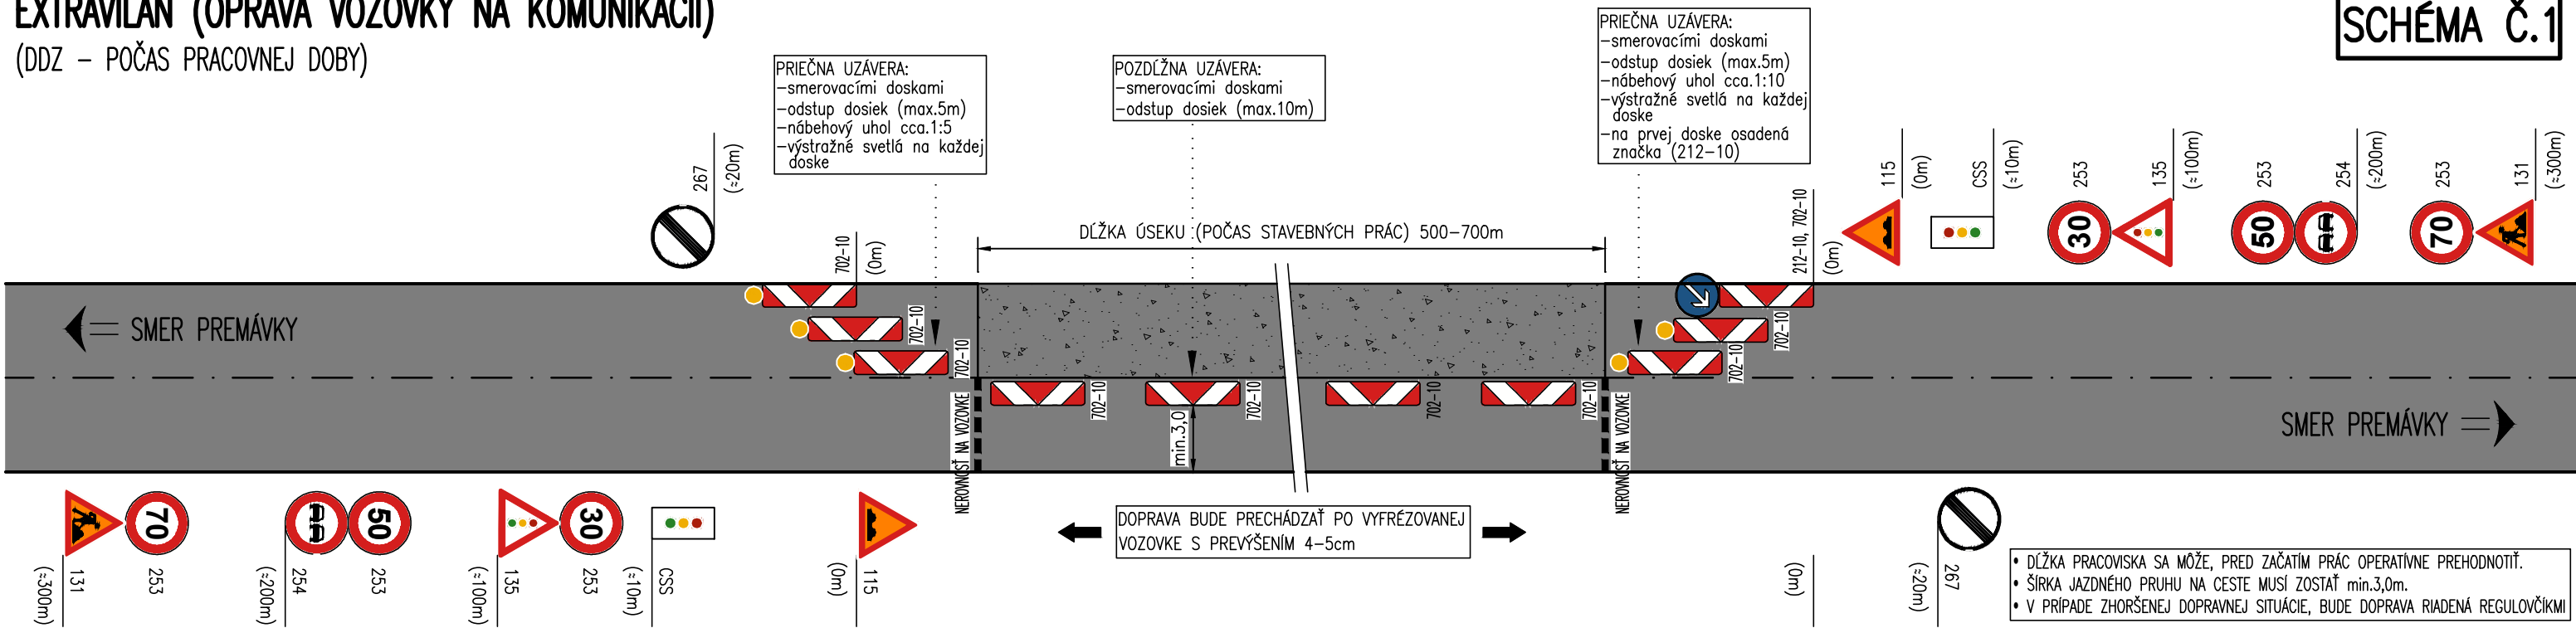 EXTRAVILÁN (OPRAVA VOZOVKY NA KOMUNIKÁCII)
(DDZ – POČAS PRACOVNEJ DOBY)
SCHÉMA Č.1
PRIEČNA UZÁVERA:
-smerovacími doskami
-odstup dosiek (max.5m)
-nábehový uhol cca.1:5
-výstražné svetlá na každej
doske
POZDĹŽNA UZÁVERA:
-smerovacími doskami
-odstup dosiek (max.10m)
PRIEČNA UZÁVERA:
-smerovacími doskami
-odstup dosiek (max.5m)
-nábehový uhol cca.1:10
-výstražné svetlá na každej
doske
-na prvej doske osadená
značka (212-10)
267
(≈20m)
702-10
(0m)
DĹŽKA ÚSEKU (POČAS STAVEBNÝCH PRÁC) 500-700m
212-10, 702-10
(0m)
115
(0m)
CSS
(≈10m)
253
135
(≈100m)
253
254
(≈200m)
253
131
(≈300m)
30
50
70
SMER PREMÁVKY
702-10
702-10
702-10
702-10
702-10
702-10
702-10
702-10
min.3,0
NEROVNOSŤ NA VOZOVKE
NEROVNOSŤ NA VOZOVKE
SMER PREMÁVKY
70
50
30
131
(≈300m)
253
254
(≈200m)
253
135
(≈100m)
253
CSS
(≈10m)
115
(0m)
DOPRAVA BUDE PRECHÁDZAŤ PO VYFRÉZOVANEJ
VOZOVKE S PREVÝŠENÍM 4-5cm
(0m)
267
(≈20m)
• DĹŽKA PRACOVISKA SA MÔŽE, PRED ZAČATÍM PRÁC OPERATÍVNE PREHODNOTIŤ.
• ŠÍRKA JAZDNÉHO PRUHU NA CESTE MUSÍ ZOSTAŤ min.3,0m.
• V PRÍPADE ZHORŠENEJ DOPRAVNEJ SITUÁCIE, BUDE DOPRAVA RIADENÁ REGULOVČÍKMI